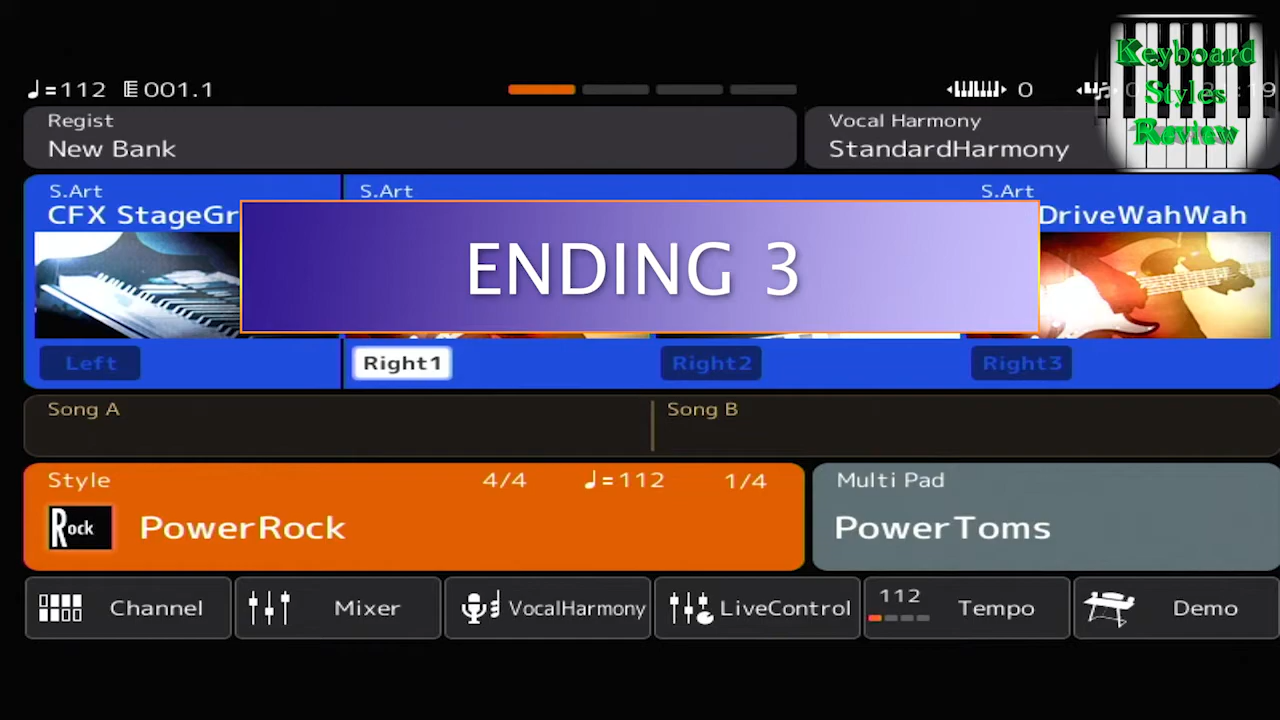 ♩=112 001.1
0
Keyboard
Styles
Review
Regist
New Bank
Vocal Harmony
StandardHarmony
S.Art
CFX StageGr
S.Art
S.Art
DriveWahWah
ENDING 3
Left
Right1
Right2
Right3
Song A
Song B
Style 4/4 ♩=112 1/4
Rock
PowerRock
Multi Pad
PowerToms
Channel
Mixer
VocalHarmony
LiveControl
112
Tempo
Demo